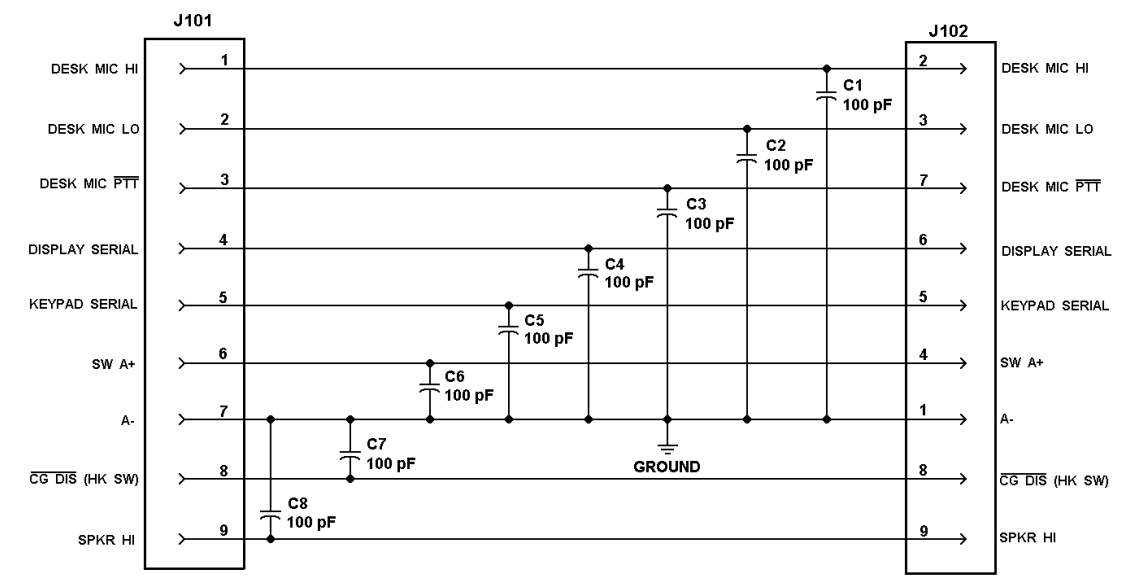 J101
J102
DESK MIC HI
1
2
DESK MIC HI
C1
100 pF
DESK MIC LO
2
3
DESK MIC LO
C2
100 pF
DESK MIC PTT
3
7
DESK MIC PTT
C3
100 pF
DISPLAY SERIAL
4
6
DISPLAY SERIAL
C4
100 pF
KEYPAD SERIAL
5
5
KEYPAD SERIAL
C5
100 pF
SW A+
6
4
SW A+
C6
100 pF
A-
7
1
A-
C7
100 pF
GROUND
CG DIS (HK SW)
8
8
CG DIS (HK SW)
C8
100 pF
SPKR HI
9
9
SPKR HI